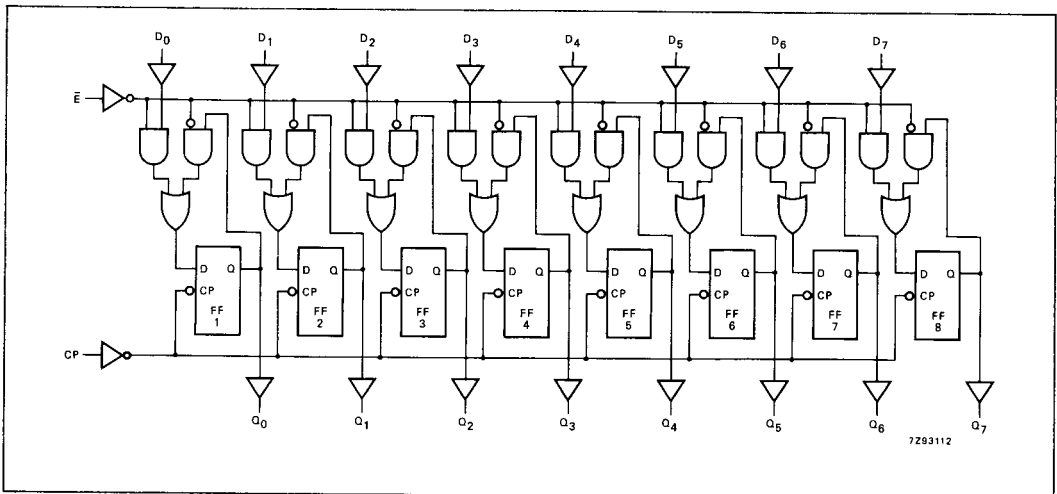 D0 D1 D2 D3 D4 D5 D6 D7
E̅
D Q D Q D Q D Q D Q D Q D Q D Q
CP CP CP CP CP CP CP CP
FF FF FF FF FF FF FF FF
1 2 3 4 5 6 7 8
CP
Q0 Q1 Q2 Q3 Q4 Q5 Q6 Q7
7Z93112